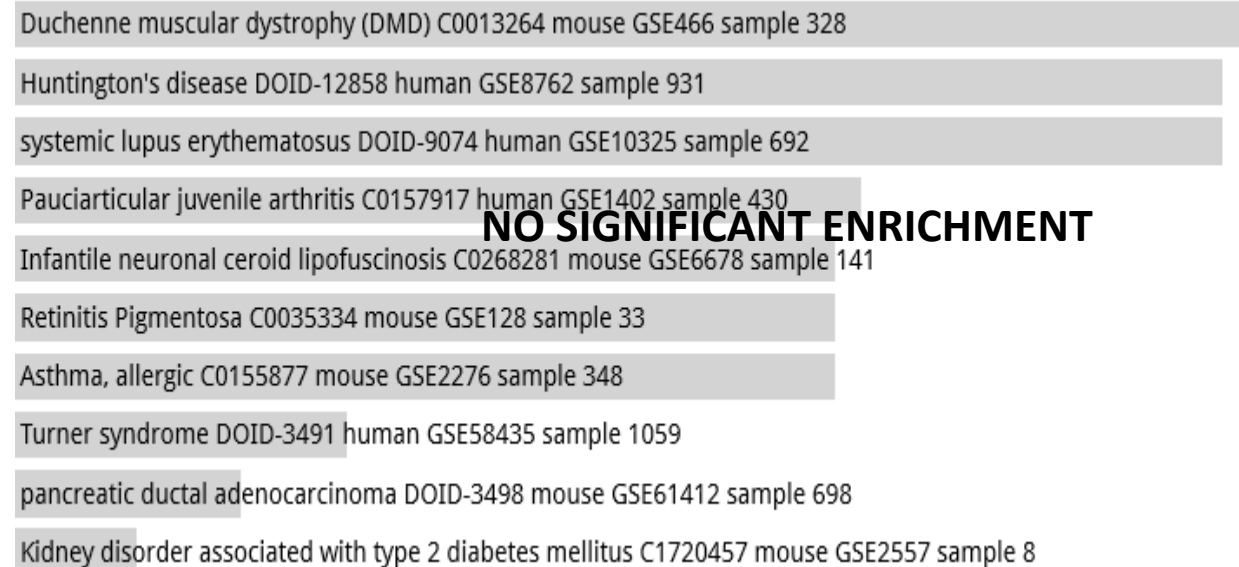 Duchenne muscular dystrophy (DMD) C0013264 mouse GSE466 sample 328
Huntington's disease DOID-12858 human GSE8762 sample 931
systemic lupus erythematosus DOID-9074 human GSE10325 sample 692
Pauciarticular juvenile arthritis C0157917 human GSE1402 sample 430
NO SIGNIFICANT ENRICHMENT
Infantile neuronal ceroid lipofuscinosis C0268281 mouse GSE6678 sample 141
Retinitis Pigmentosa C0035334 mouse GSE128 sample 33
Asthma, allergic C0155877 mouse GSE2276 sample 348
Turner syndrome DOID-3491 human GSE58435 sample 1059
pancreatic ductal adenocarcinoma DOID-3498 mouse GSE61412 sample 698
Kidney disorder associated with type 2 diabetes mellitus C1720457 mouse GSE2557 sample 8